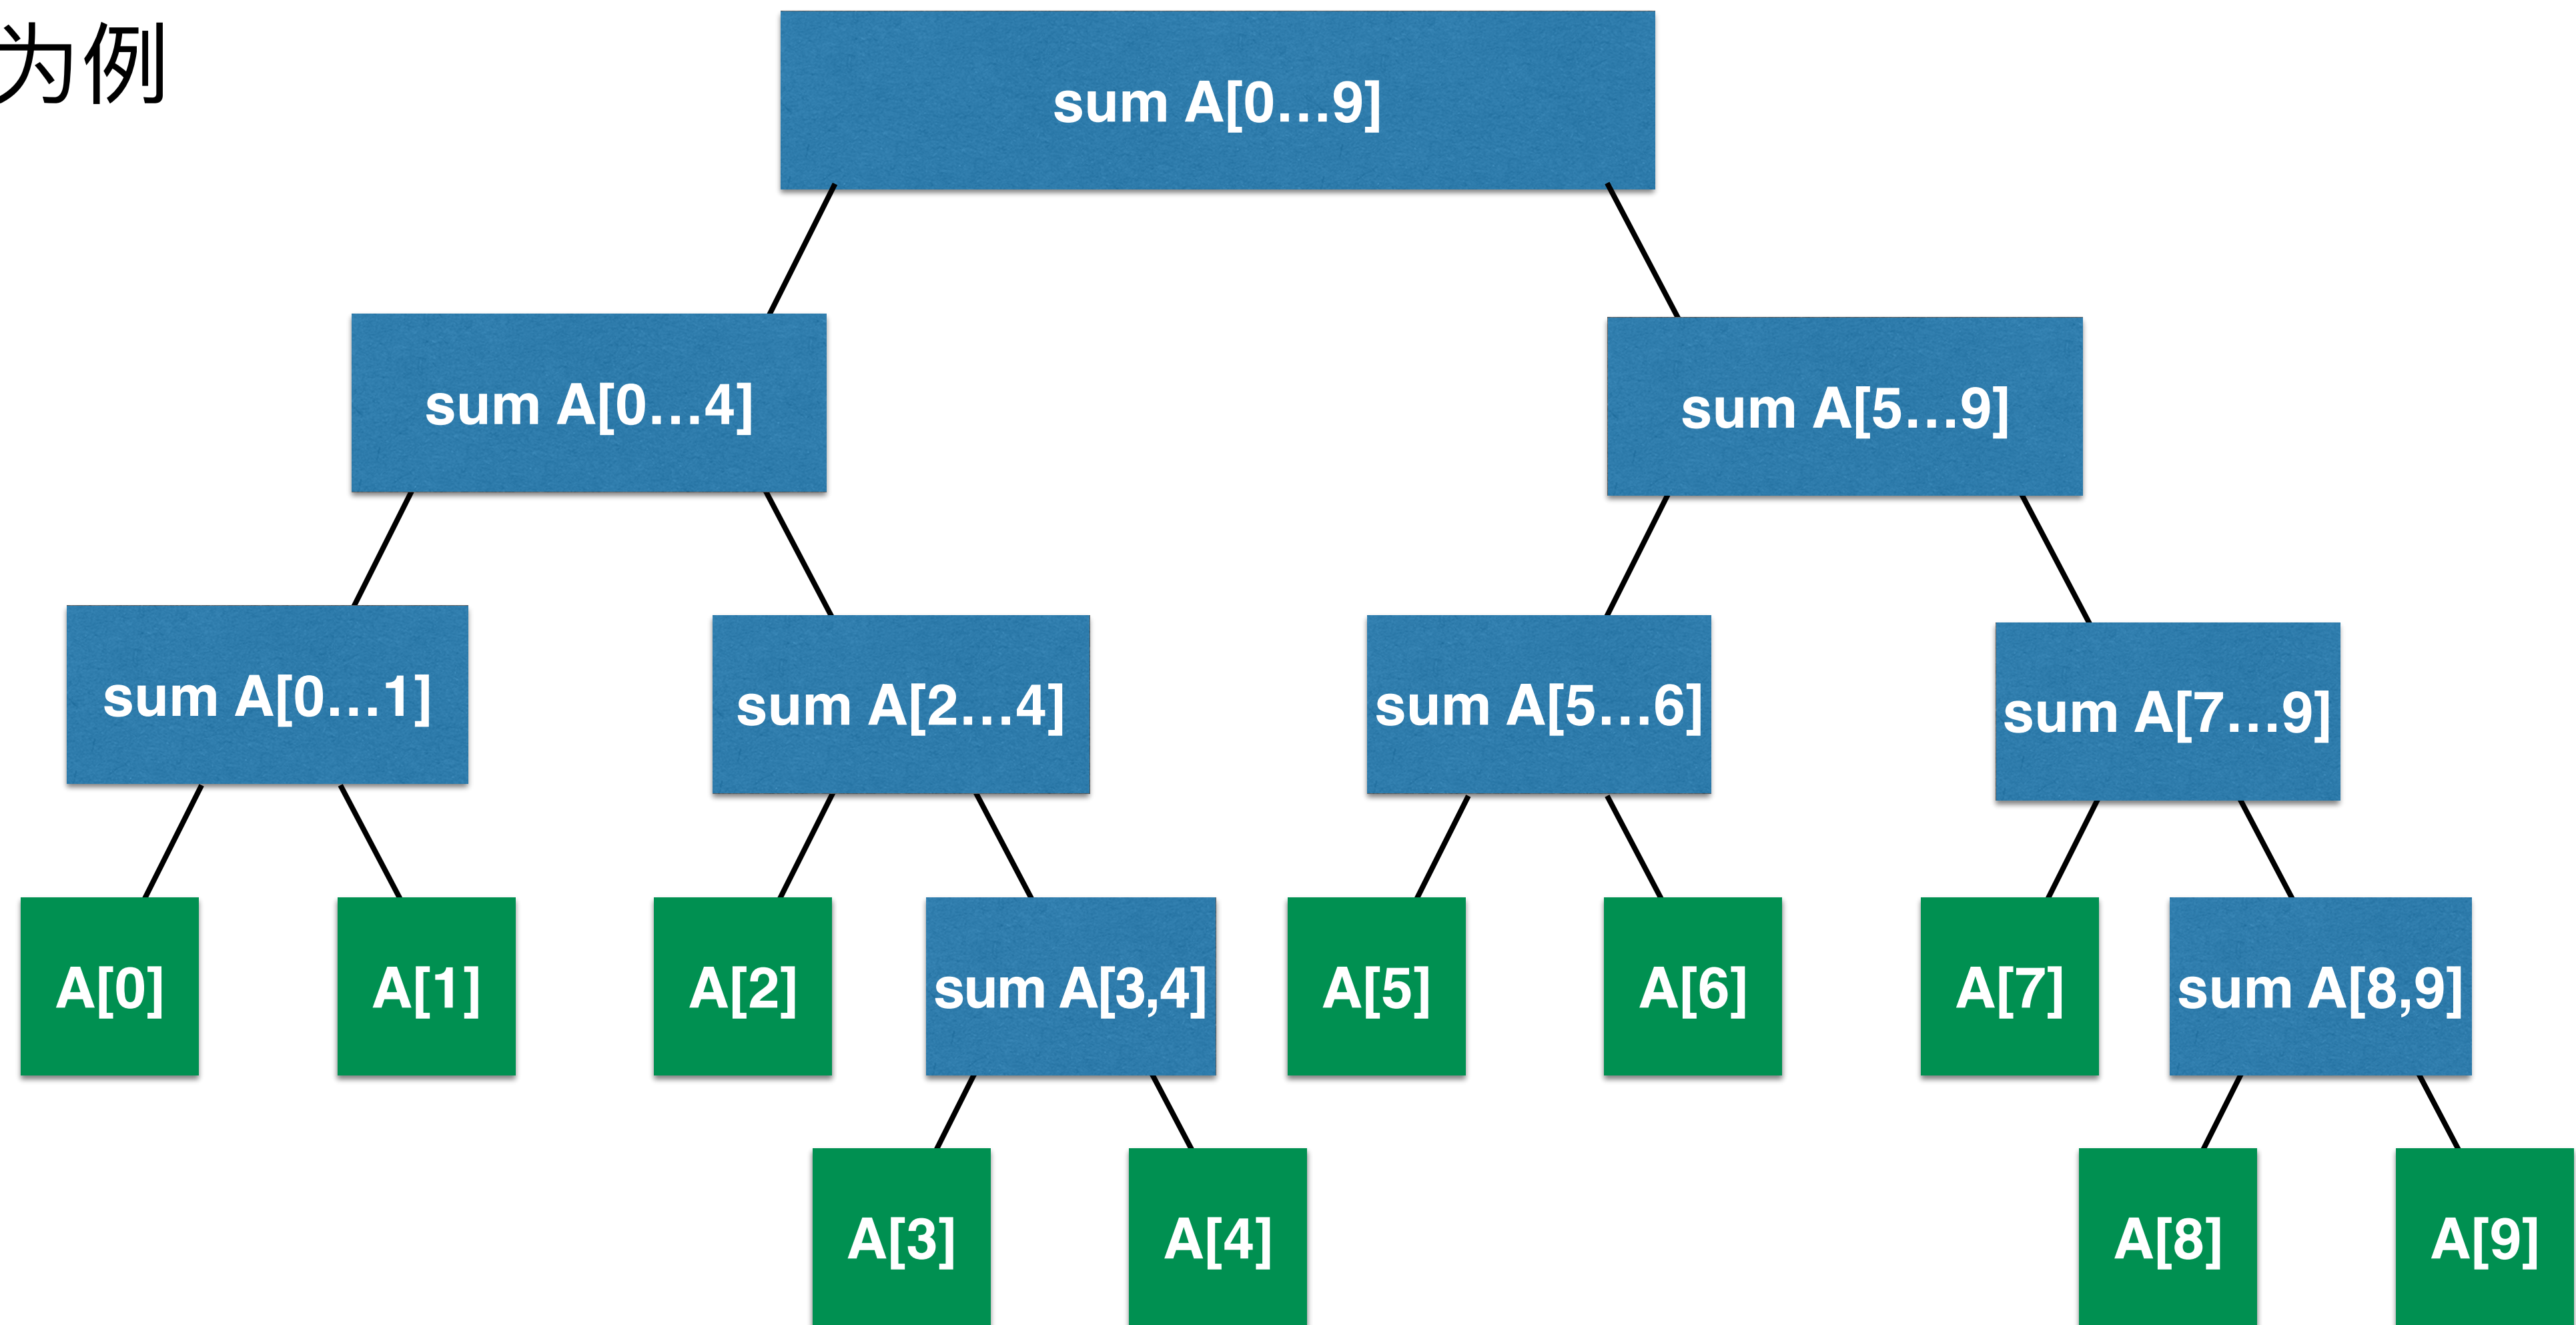 为例
sum A[0…9]
sum A[0…4]
sum A[5…9]
sum A[0…1]
sum A[2…4]
sum A[5…6]
sum A[7…9]
A[0]
A[1]
A[2]
sum A[3,4]
A[5]
A[6]
A[7]
sum A[8,9]
A[3]
A[4]
A[8]
A[9]